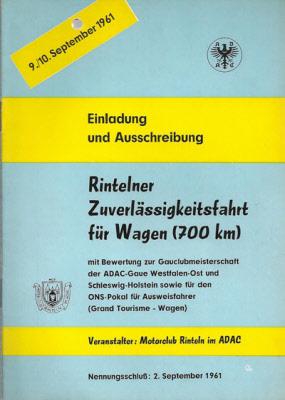 9./10. September 1961
A D
A C
Einladung
und Ausschreibung
Rintelner
Zuverlässigkeitsfahrt
für Wagen (700 km)
mit Bewertung zur Gauclubmeisterschaft
der ADAC-Gaue Westfalen-Ost und
Schleswig-Holstein sowie für den
ONS-Pokal für Ausweisfahrer
(Grand Tourisme - Wagen)
Veranstalter: Motorclub Rinteln im ADAC
Nennungsschluß: 2. September 1961